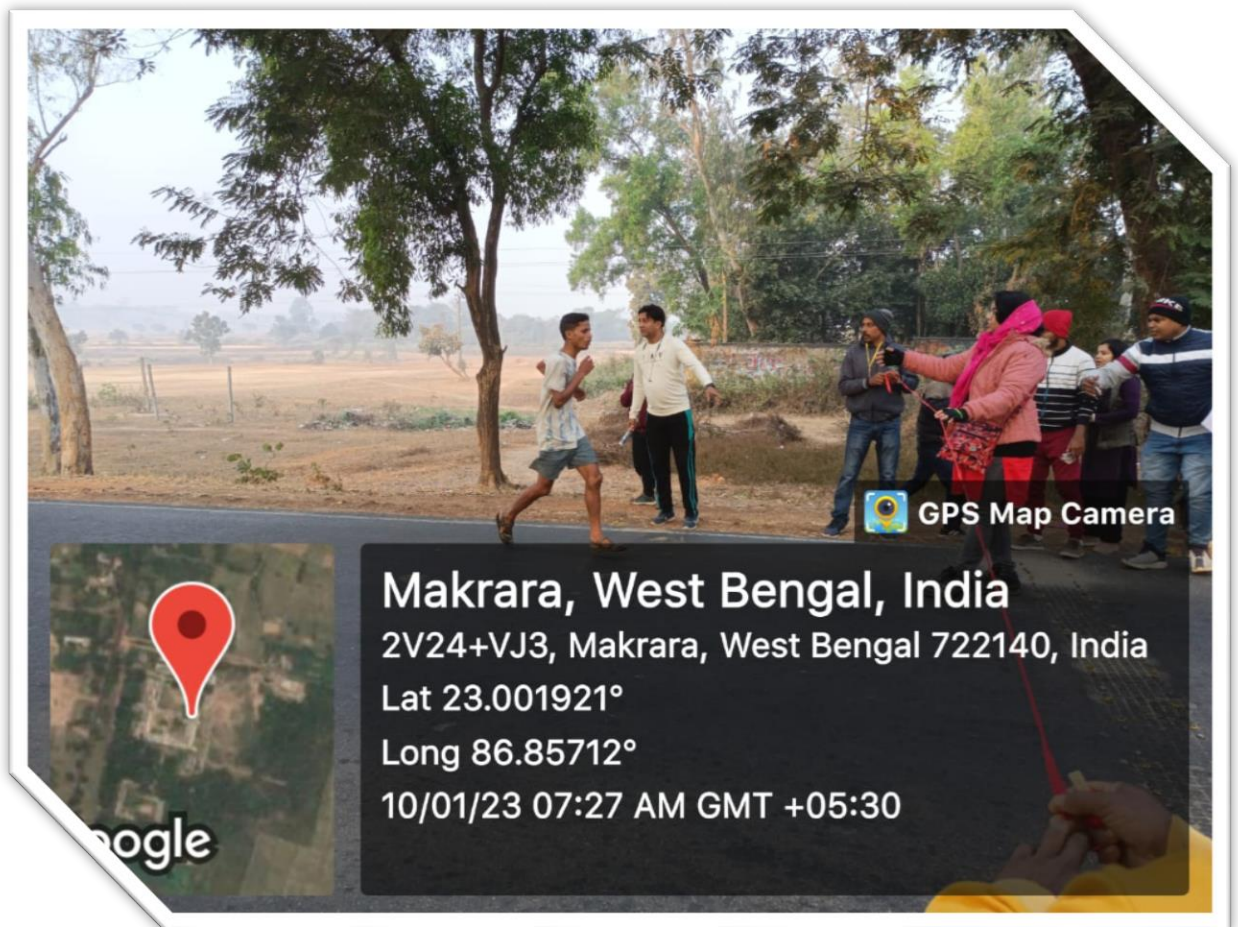 GPS Map Camera
Makrara, West Bengal, India
2V24+VJ3, Makrara, West Bengal 722140, India
Lat 23.001921°
Long 86.85712°
10/01/23 07:27 AM GMT +05:30
oogle